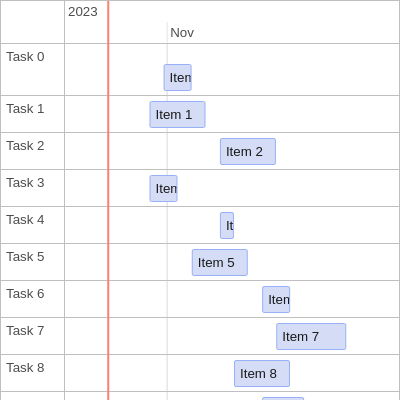 2023
Nov
Task 0
Iten
Task 1
Item 1
Task 2
Item 2
Task 3
Iten
Task 4
It
Task 5
Item 5
Task 6
Iten
Task 7
Item 7
Task 8
Item 8